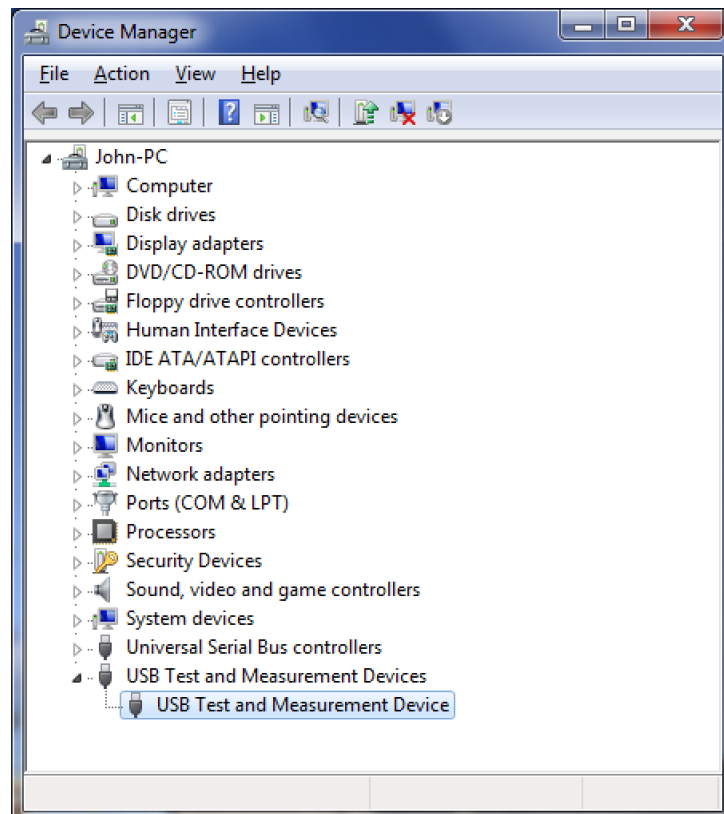 Device Manager
File Action View Help
John-PC
Computer
Disk drives
Display adapters
DVD/CD-ROM drives
Floppy drive controllers
Human Interface Devices
IDE ATA/ATAPI controllers
Keyboards
Mice and other pointing devices
Monitors
Network adapters
Ports (COM & LPT)
Processors
Security Devices
Sound, video and game controllers
System devices
Universal Serial Bus controllers
USB Test and Measurement Devices
USB Test and Measurement Device